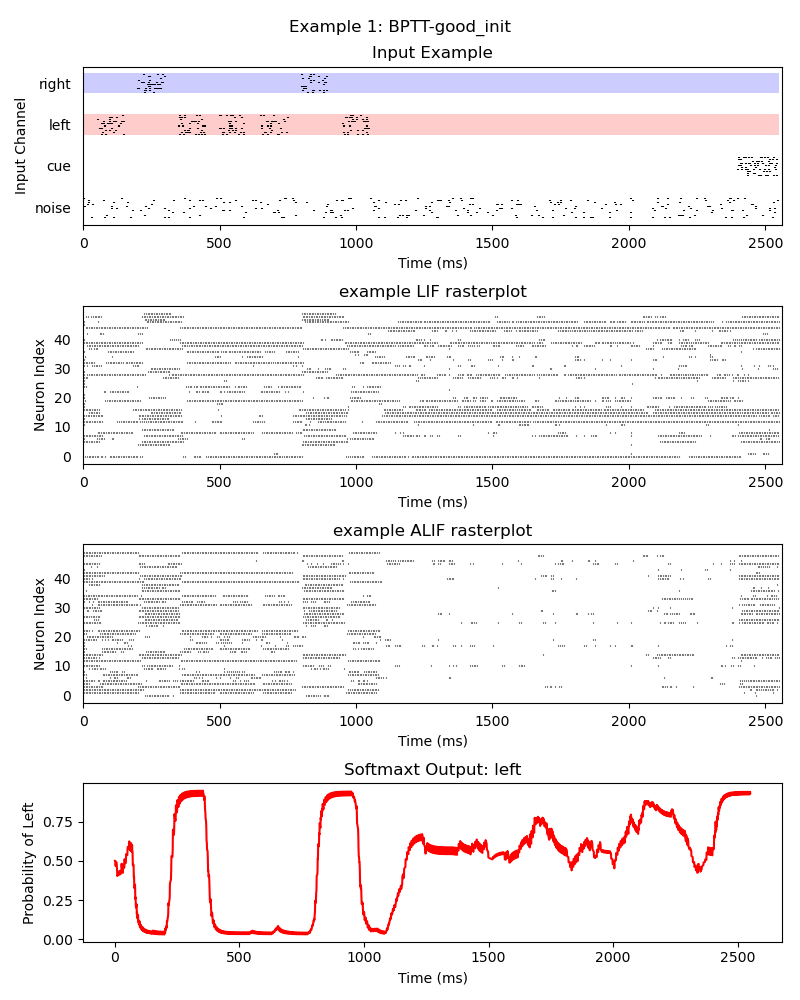 Example 1: BPTT-good_init
Input Example
Input Channel
right
left
cue
noise
0 500 1000 1500 2000 2500
Time (ms)
example LIF rasterplot
Neuron Index
40
30
20
10
0
0 500 1000 1500 2000 2500
Time (ms)
example ALIF rasterplot
Neuron Index
40
30
20
10
0
0 500 1000 1500 2000 2500
Time (ms)
Softmaxt Output: left
Probability of Left
0.75
0.50
0.25
0.00
0 500 1000 1500 2000 2500
Time (ms)